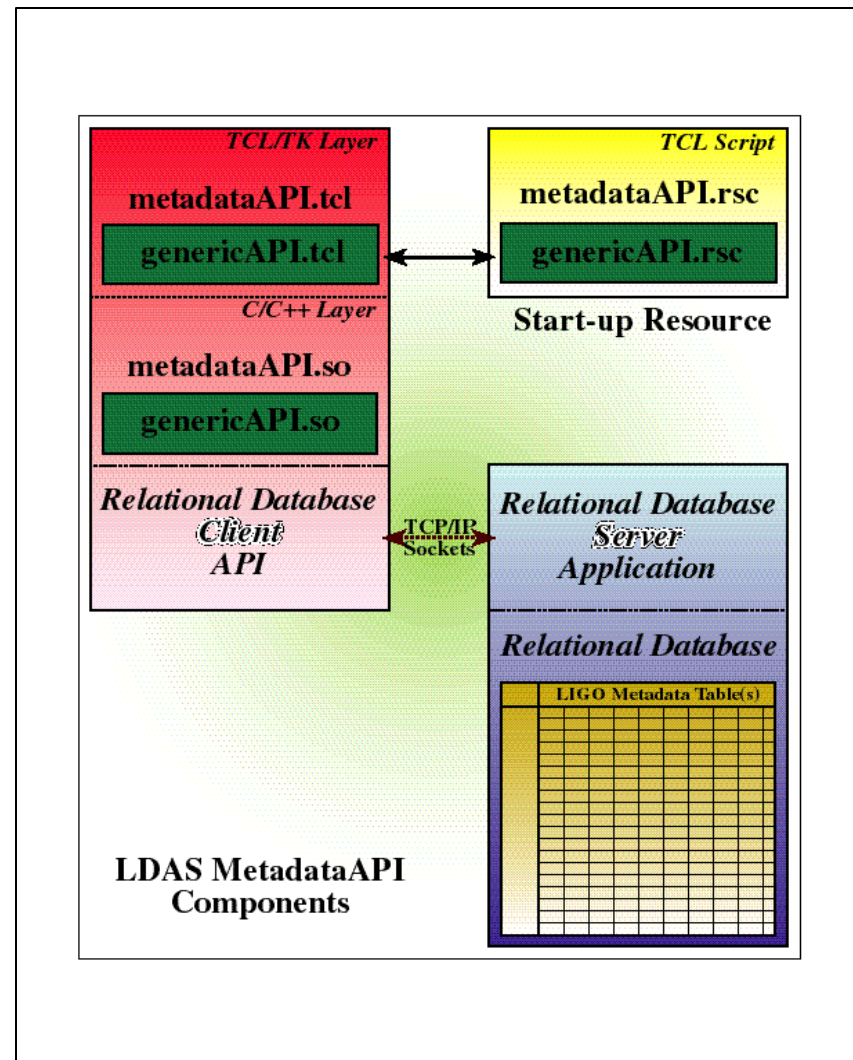 TCL/TK Layer
metadataAPI.tcl
genericAPI.tcl
C/C++ Layer
metadataAPI.so
genericAPI.so
Relational Database
Client
API
TCL Script
metadataAPI.rsc
genericAPI.rsc
Start-up Resource
TCP/IP
Sockets
Relational Database
Server
Application
Relational Database
LIGO Metadata Table(s)
LDAS MetadataAPI
Components